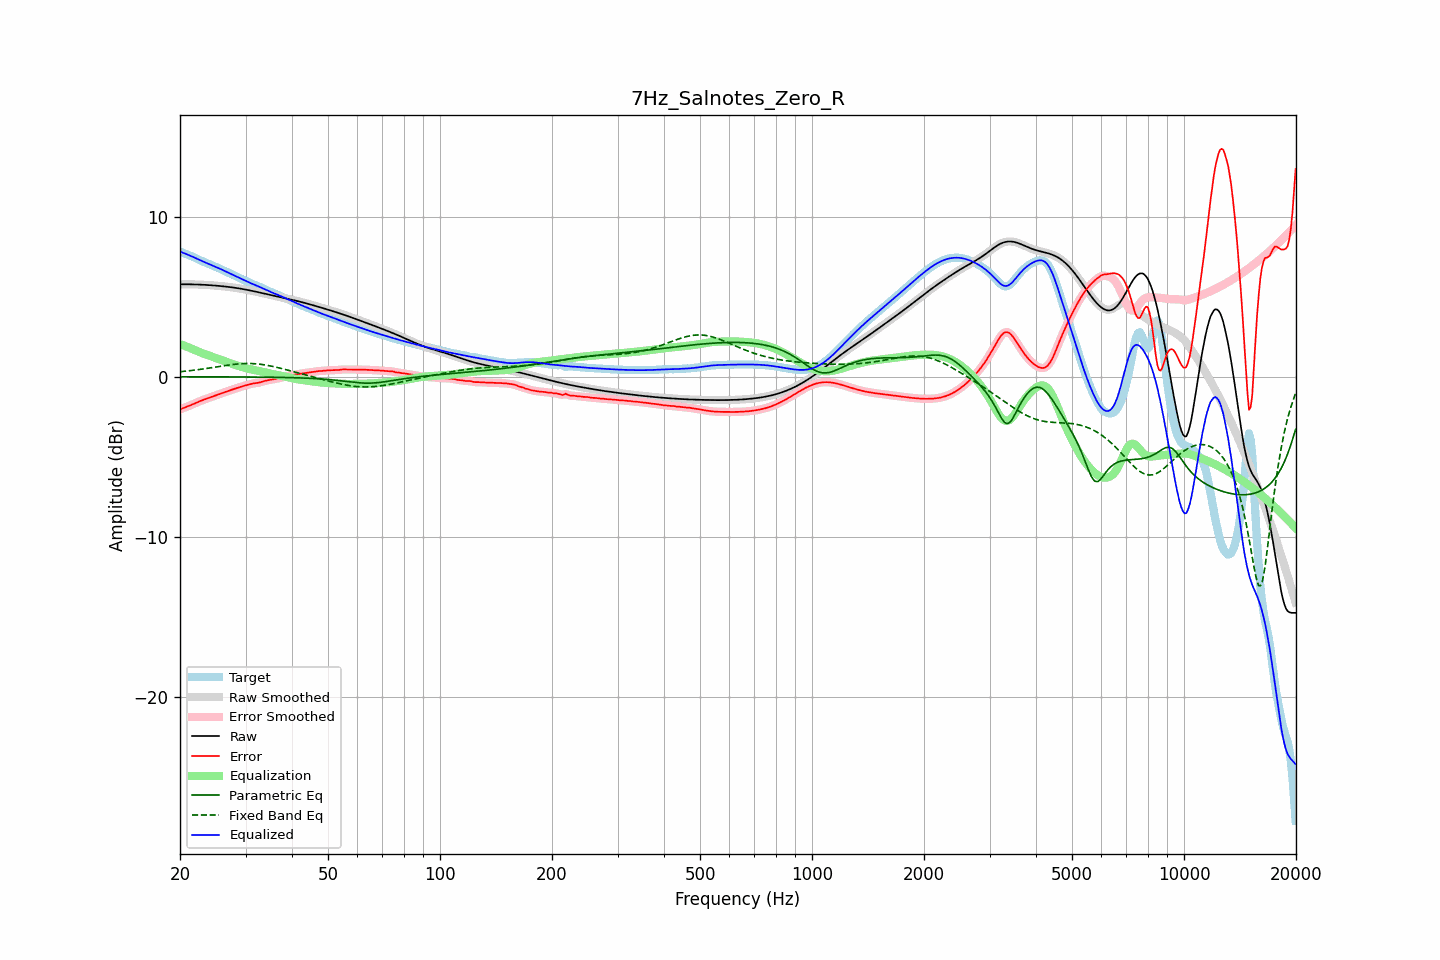 7Hz_Salnotes_Zero_R
Amplitude (dBr)
10
0
−10
−20
Target
Raw Smoothed
Error Smoothed
Raw
Error
Equalization
Parametric Eq
Fixed Band Eq
Equalized
20 50 100 200 500 1000 2000 5000 10000 20000
Frequency (Hz)